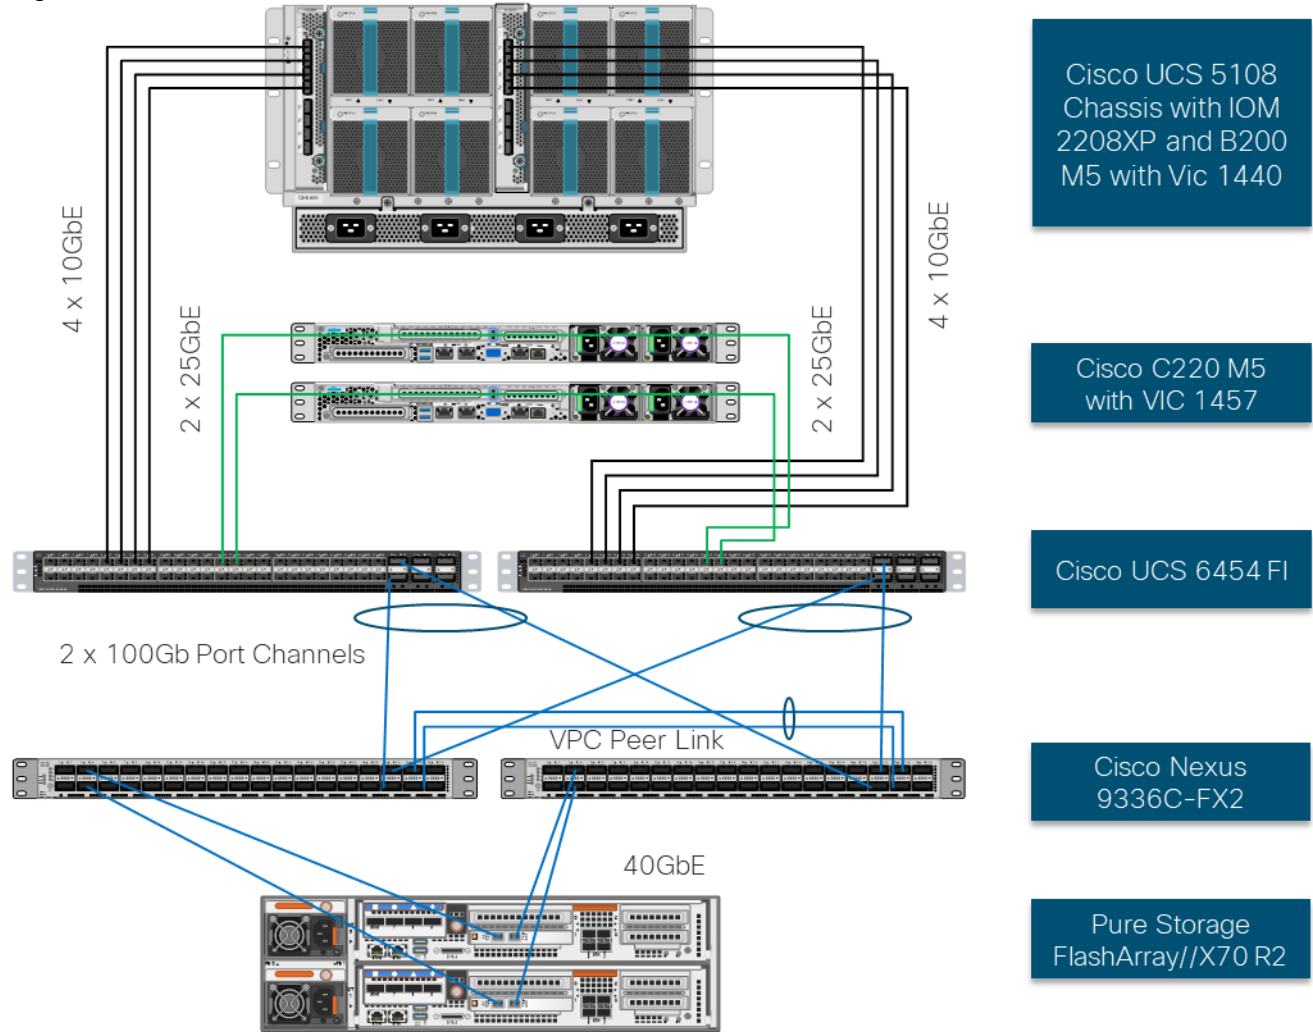 Cisco UCS 5108
Chassis with IOM
2208XP and B200
M5 with Vic 1440
4 x 10GbE
4 x 10GbE
2 x 25GbE
2 x 25GbE
Cisco C220 M5
with VIC 1457
Cisco UCS 6454 FI
2 x 100Gb Port Channels
VPC Peer Link
Cisco Nexus
9336C-FX2
40GbE
Pure Storage
FlashArray//X70 R2